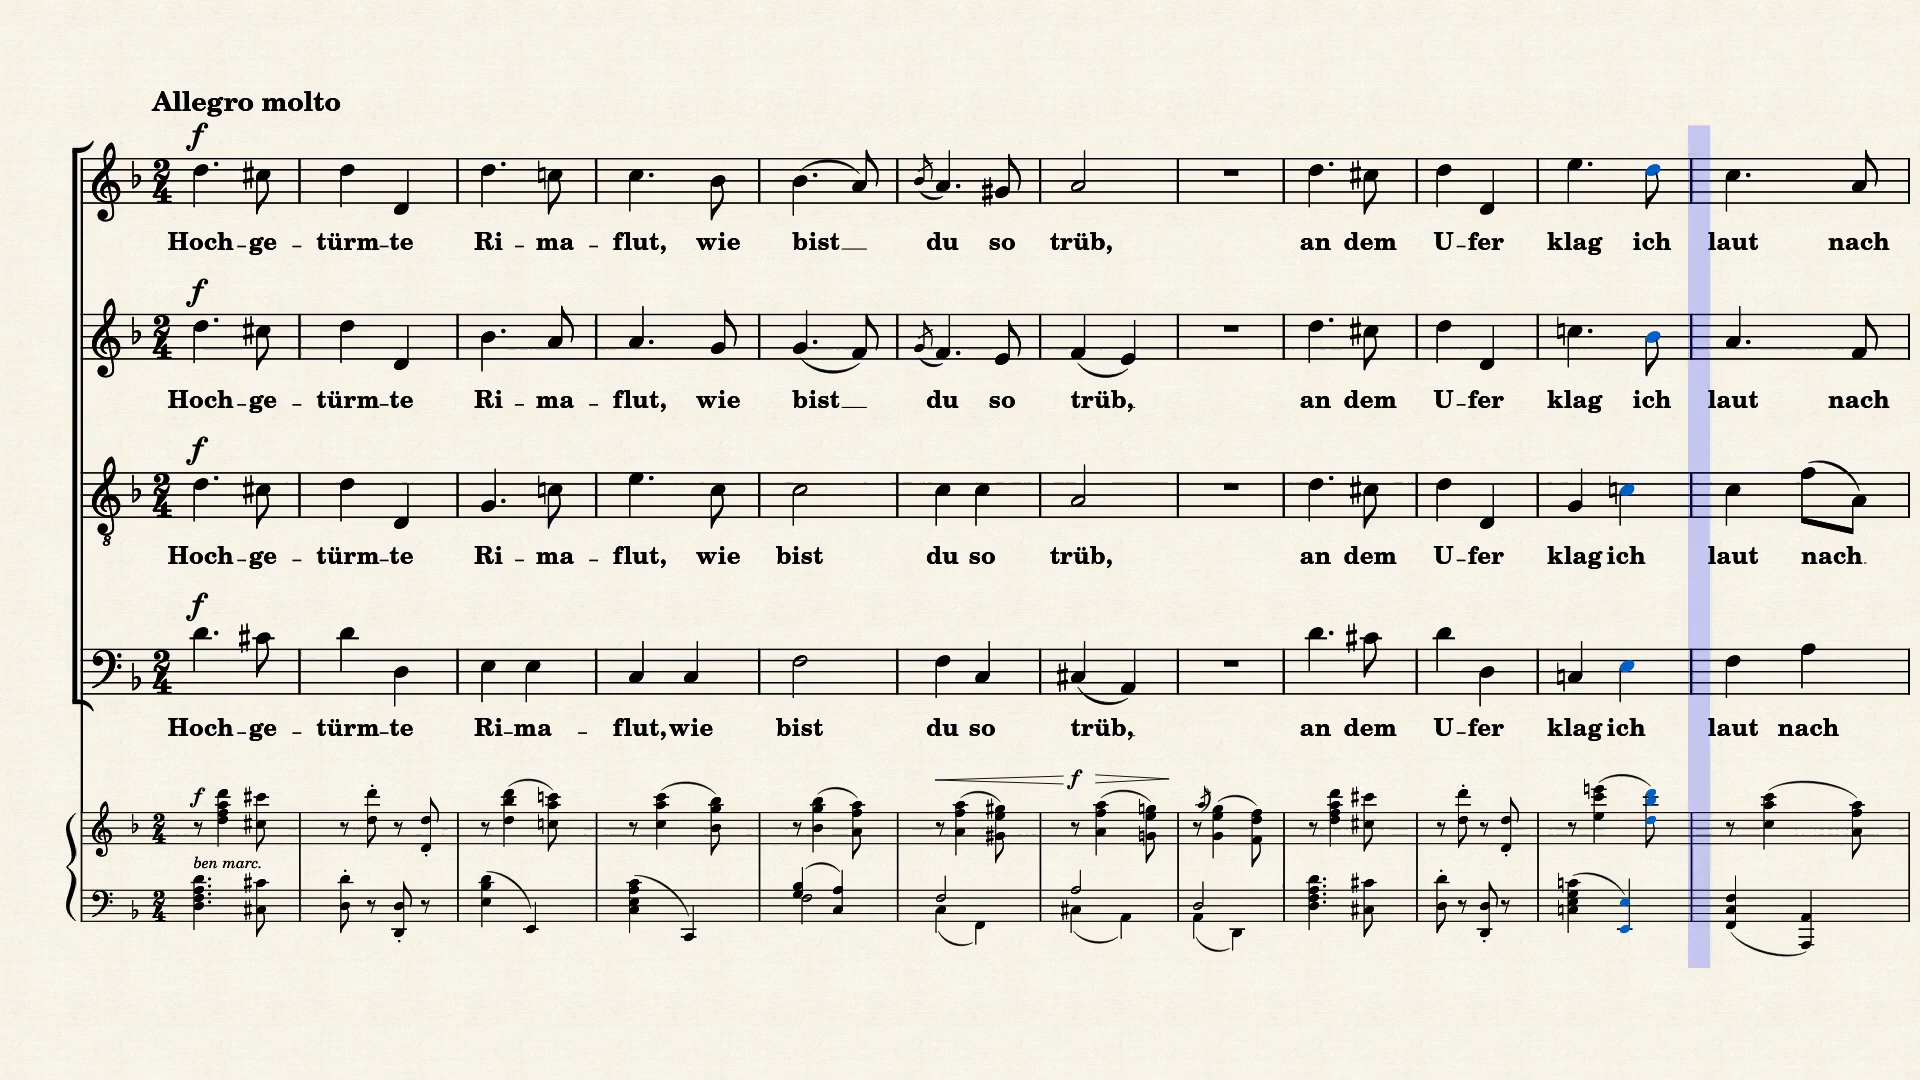 Allegro molto
f
Hoch-ge-türm-te Ri-ma-flut, wie bist du so trüb, an dem U-fer klag ich laut nach
f
Hoch-ge-türm-te Ri-ma-flut, wie bist du so trüb, an dem U-fer klag ich laut nach
f
8
Hoch-ge-türm-te Ri-ma-flut, wie bist du so trüb, an dem U-fer klag ich laut nach
f
Hoch-ge-türm-te Ri-ma-flut, wie bist du so trüb, an dem U-fer klag ich laut nach
f f
ben marc.